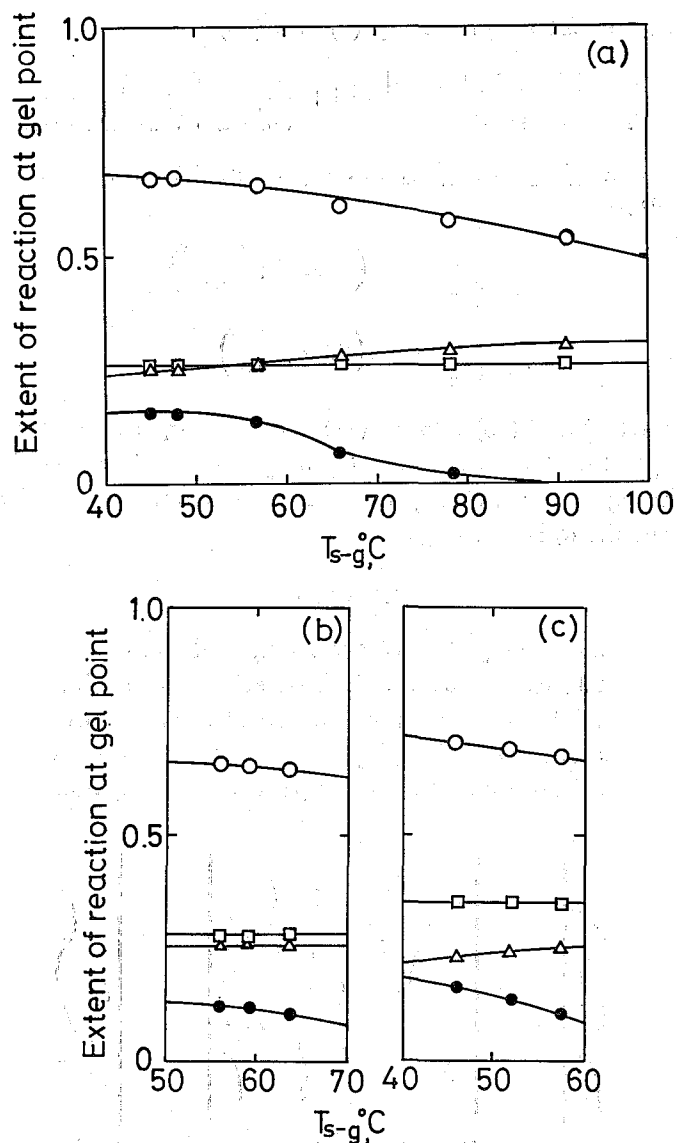 1.0
(a)
0.5
0
40 50 60 70 80 90 100
Ts-g,°C
Extent of reaction at gel point
1.0
(b) (c)
0.5
0
50 60 70 40 50 60
Ts-g,°C
Extent of reaction at gel point